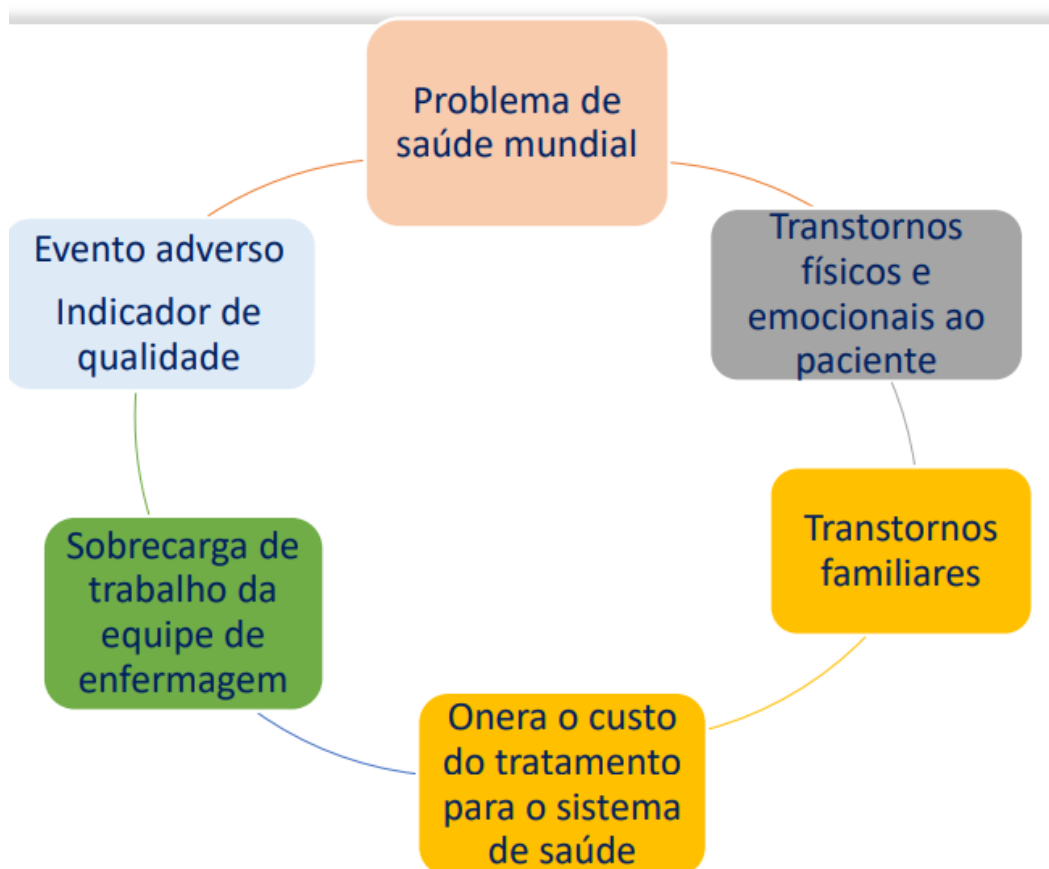 Problema de
saúde mundial
Transtornos
físicos e
emocionais ao
paciente
Transtornos
familiares
Onera o custo
do tratamento
para o sistema
de saúde
Sobrecarga de
trabalho da
equipe de
enfermagem
Evento adverso
Indicador de
qualidade